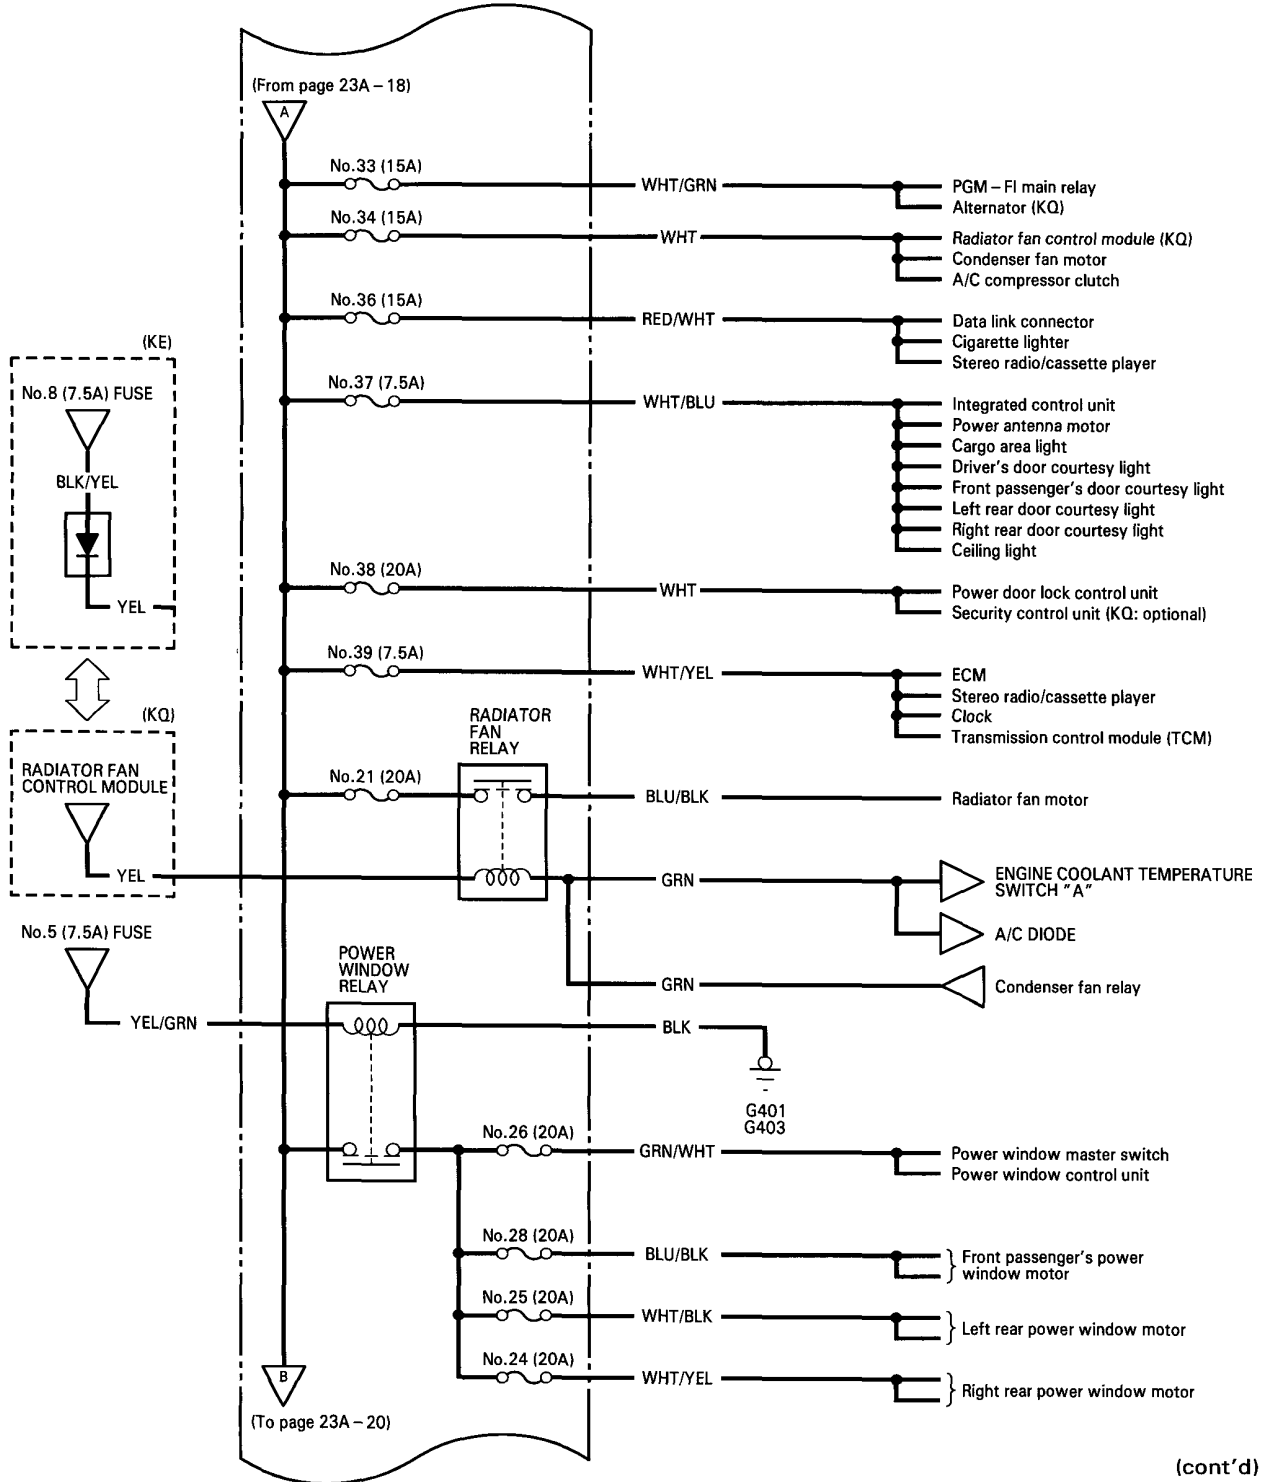 (From page 23A – 18)
A
No.33 (15A)
WHT/GRN
PGM – FI main relay
Alternator (KQ)
No.34 (15A)
WHT
Radiator fan control module (KQ)
Condenser fan motor
A/C compressor clutch
No.36 (15A)
RED/WHT
Data link connector
Cigarette lighter
Stereo radio/cassette player
(KE)
No.8 (7.5A) FUSE
BLK/YEL
YEL
No.37 (7.5A)
WHT/BLU
Integrated control unit
Power antenna motor
Cargo area light
Driver's door courtesy light
Front passenger's door courtesy light
Left rear door courtesy light
Right rear door courtesy light
Ceiling light
No.38 (20A)
WHT
Power door lock control unit
Security control unit (KQ: optional)
No.39 (7.5A)
WHT/YEL
ECM
Stereo radio/cassette player
Clock
Transmission control module (TCM)
(KQ)
RADIATOR FAN
CONTROL MODULE
YEL
RADIATOR
FAN
RELAY
No.21 (20A)
BLU/BLK
Radiator fan motor
GRN
ENGINE COOLANT TEMPERATURE
SWITCH "A"
A/C DIODE
GRN
Condenser fan relay
No.5 (7.5A) FUSE
YEL/GRN
POWER
WINDOW
RELAY
BLK
G401
G403
No.26 (20A)
GRN/WHT
Power window master switch
Power window control unit
No.28 (20A)
BLU/BLK
Front passenger's power
window motor
No.25 (20A)
WHT/BLK
Left rear power window motor
No.24 (20A)
WHT/YEL
Right rear power window motor
B
(To page 23A – 20)
(cont'd)